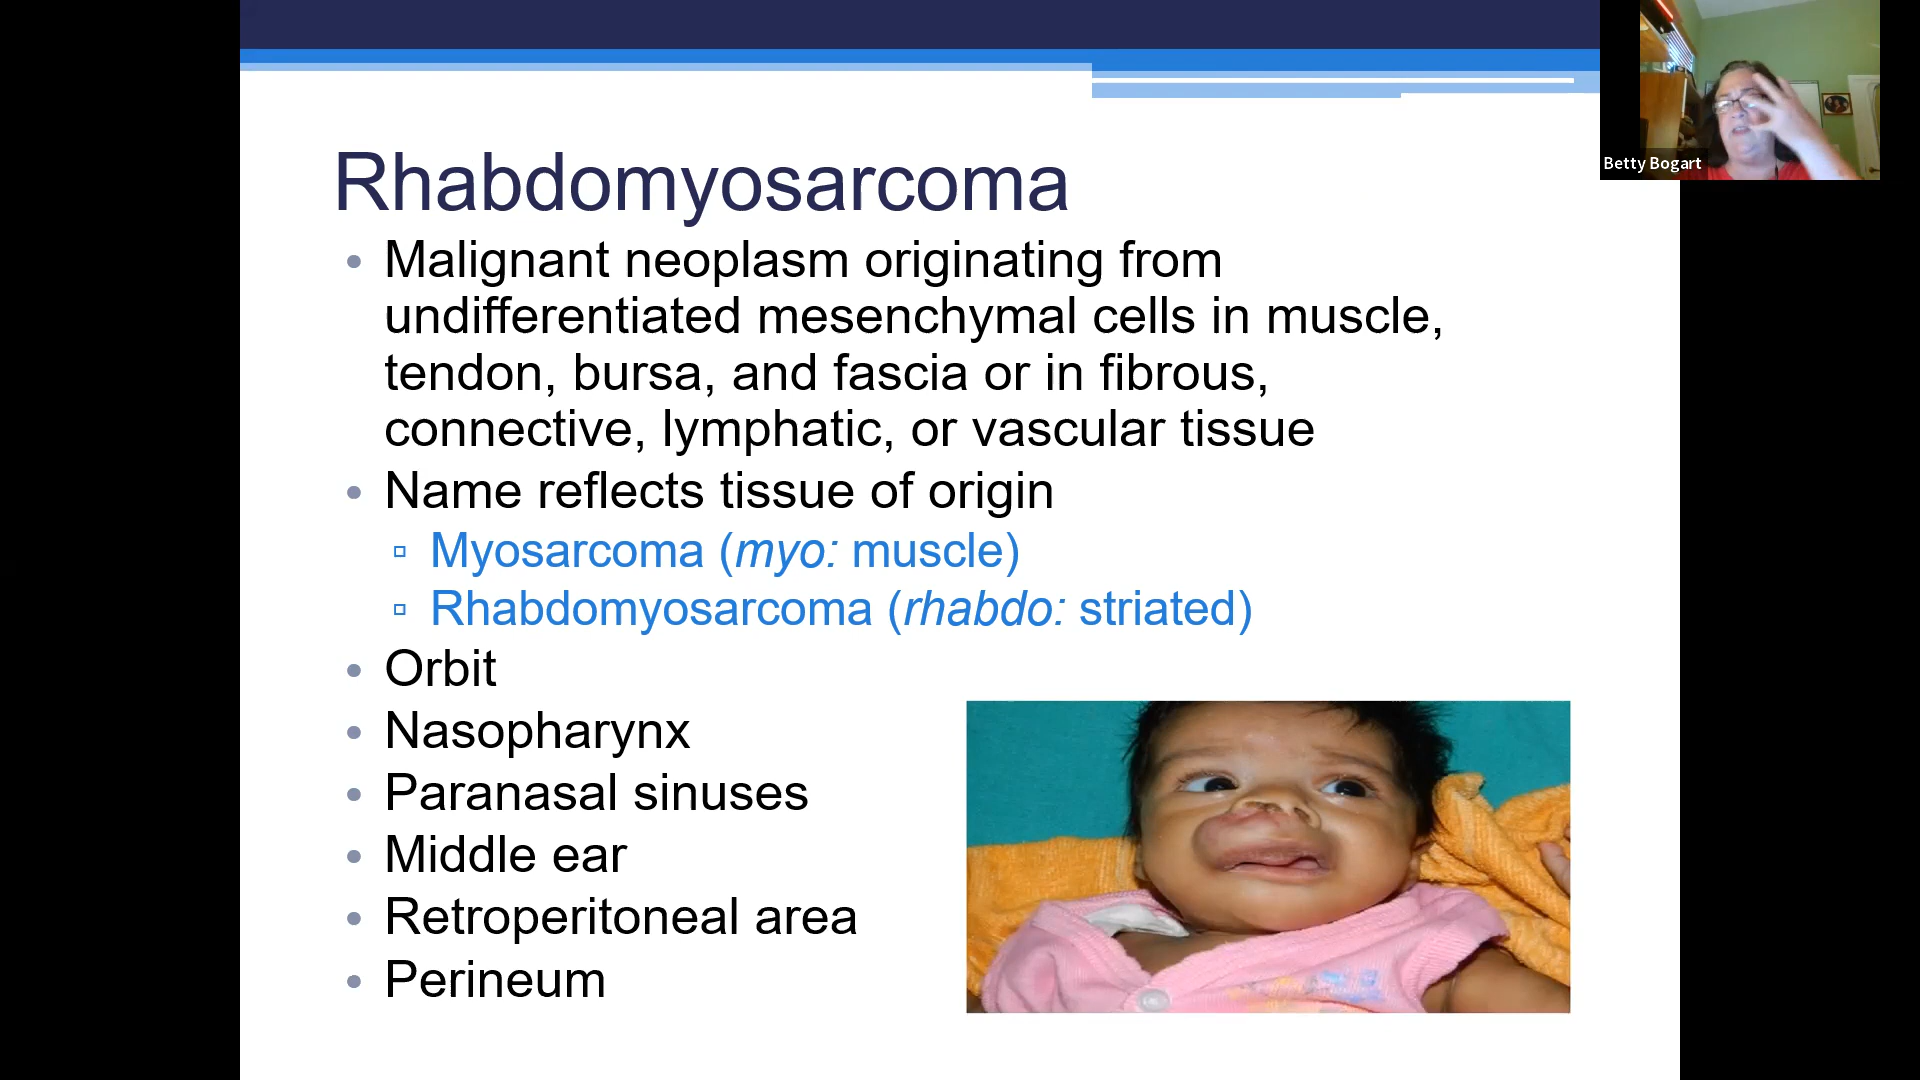 Betty Bogart
Rhabdomyosarcoma
• Malignant neoplasm originating from
undifferentiated mesenchymal cells in muscle,
tendon, bursa, and fascia or in fibrous,
connective, lymphatic, or vascular tissue
• Name reflects tissue of origin
▫ Myosarcoma (myo: muscle)
▫ Rhabdomyosarcoma (rhabdo: striated)
• Orbit
• Nasopharynx
• Paranasal sinuses
• Middle ear
• Retroperitoneal area
• Perineum